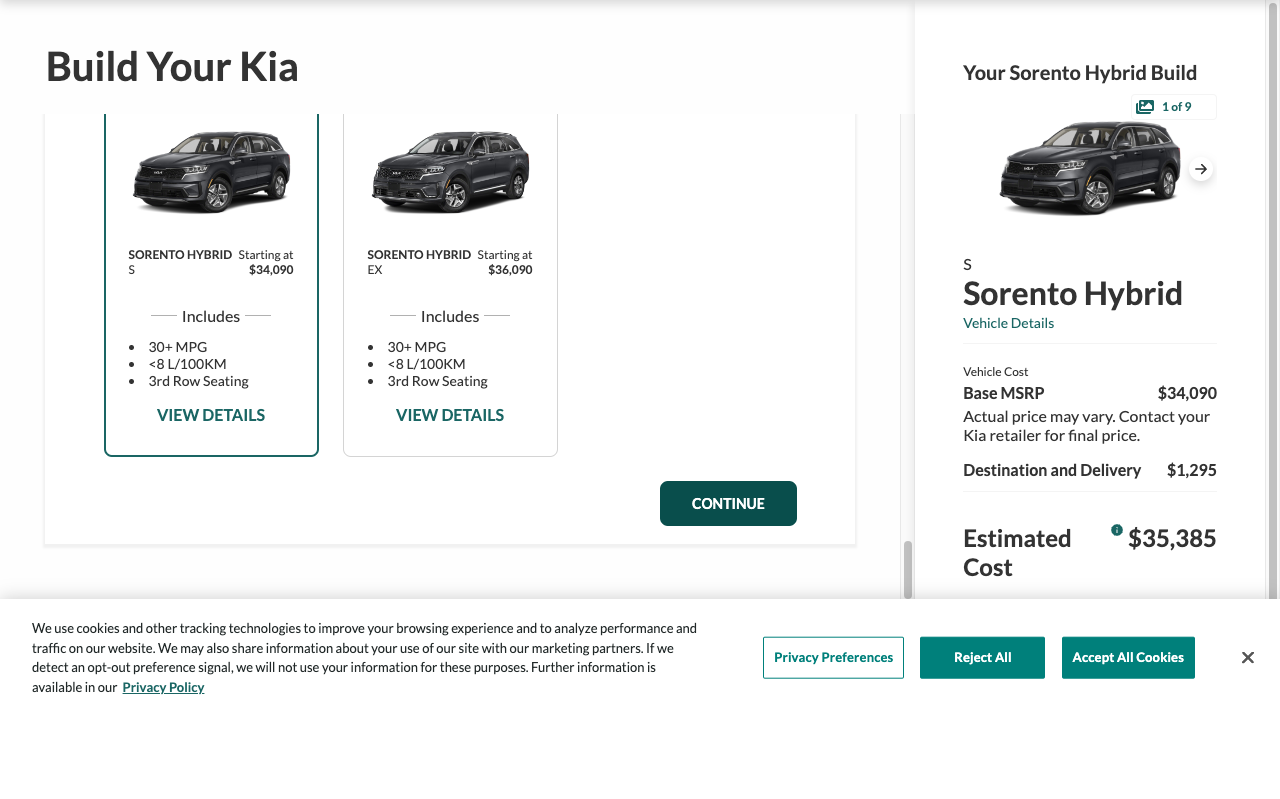 Build Your Kia
SORENTO HYBRID Starting at
S $34,090
Includes
30+ MPG
<8 L/100KM
3rd Row Seating
VIEW DETAILS
SORENTO HYBRID Starting at
EX $36,090
Includes
30+ MPG
<8 L/100KM
3rd Row Seating
VIEW DETAILS
CONTINUE
Your Sorento Hybrid Build
1 of 9
S
Sorento Hybrid
Vehicle Details
Vehicle Cost
Base MSRP $34,090
Actual price may vary. Contact your
Kia retailer for final price.
Destination and Delivery $1,295
Estimated $35,385
Cost
We use cookies and other tracking technologies to improve your browsing experience and to analyze performance and
traffic on our website. We may also share information about your use of our site with our marketing partners. If we
detect an opt-out preference signal, we will not use your information for these purposes. Further information is
available in our Privacy Policy
Privacy Preferences
Reject All
Accept All Cookies